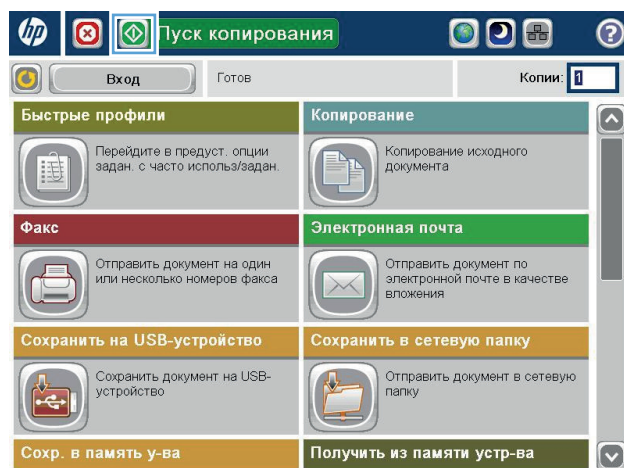 hp
Пуск копирования
?
Вход
Готов
Копии: 1
Быстрые профили
Копирование
Перейдите в предуст. опции
задан. с часто использ/задан.
Копирование исходного
документа
Факс
Электронная почта
Отправить документ на один
или несколько номеров факса
Отправить документ по
электронной почте в качестве
вложения
Сохранить на USB-устройство
Сохранить в сетевую папку
Сохранить документ на USB-
устройство
Отправить документ в сетевую
папку
Сохр. в память у-ва
Получить из памяти устр-ва